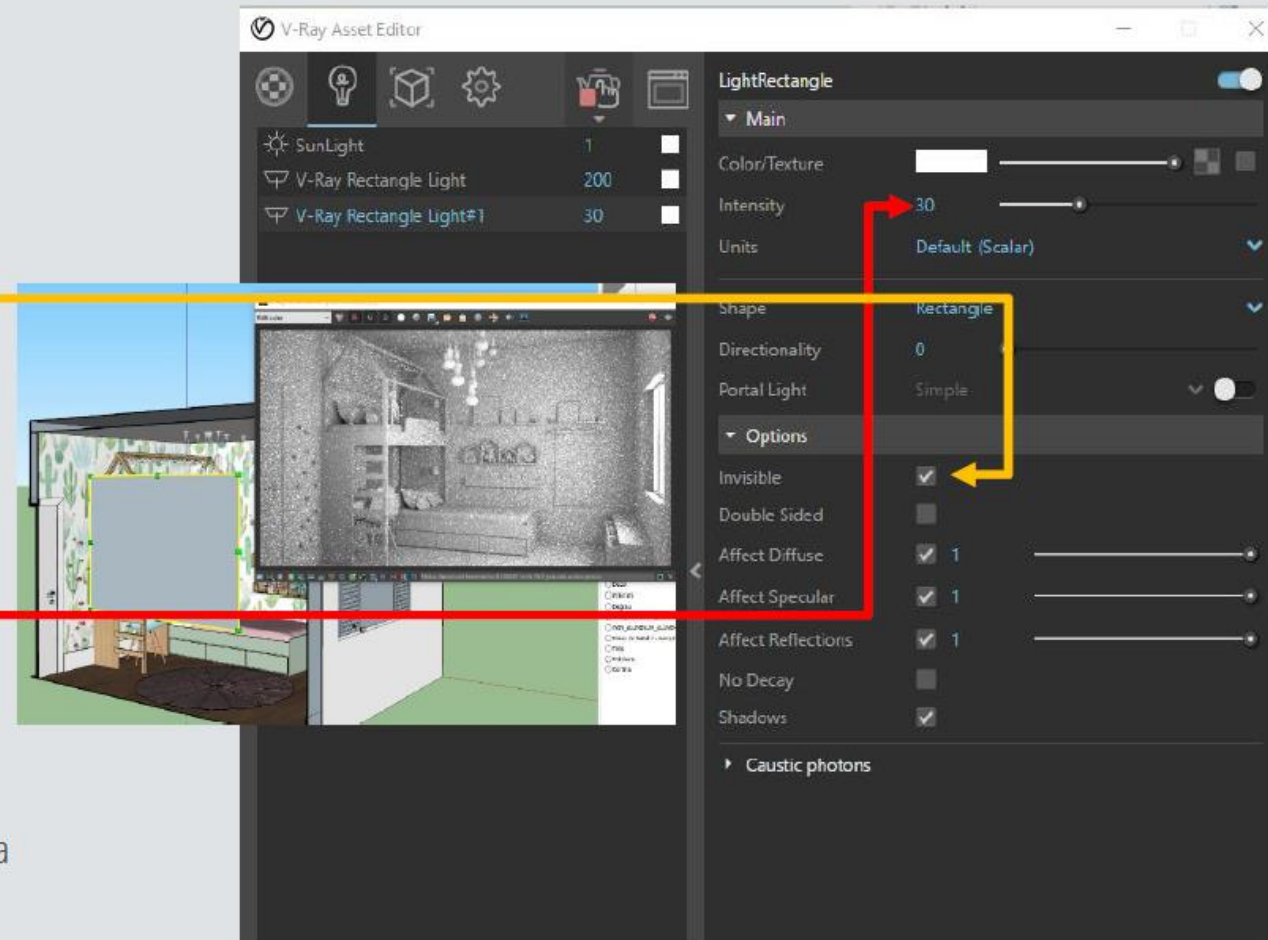 V-Ray Asset Editor
SunLight 1
V-Ray Rectangle Light 200
V-Ray Rectangle Light#1 30
LightRectangle
Main
Color/Texture
Intensity 30
Units Default (Scalar)
Shape Rectangle
Directionality 0
Portal Light Simple
Options
Invisible
Double Sided
Affect Diffuse 1
Affect Specular 1
Affect Reflections 1
No Decay
Shadows
Caustic photons
a